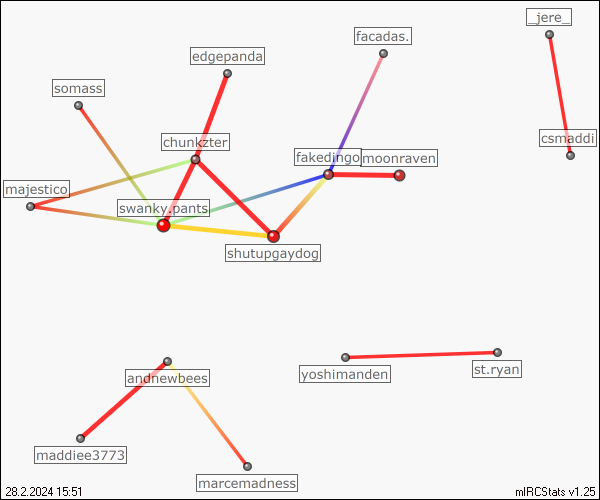 _jere_
facadas.
edgepanda
somass
csmaddi
chunkzter
fakedingo
moonraven
majestico
swanky.pants
shutupgaydog
st.ryan
yoshimanden
andnewbees
maddiee3773
marcemadness
28.2.2024 15:51
mIRCStats v1.25